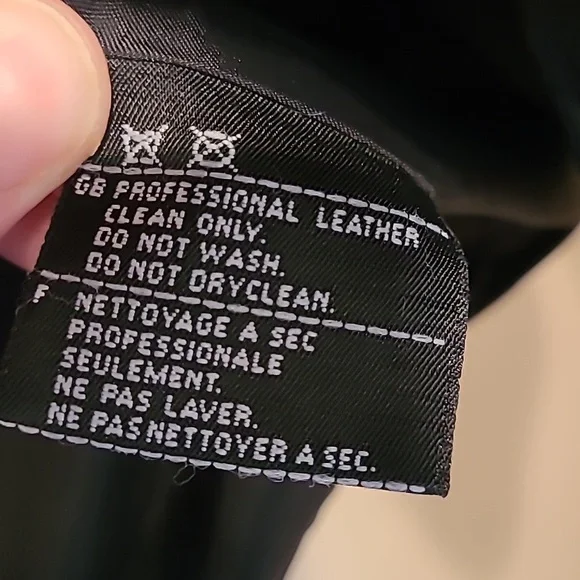 GB PROFESSIONAL LEATHER
CLEAN ONLY.
DO NOT WASH.
DO NOT DRYCLEAN.
F NETTOYAGE A SEC
PROFESSIONALE
SEULEMENT.
NE PAS LAVER.
NE PAS NETTOYER A SEC.